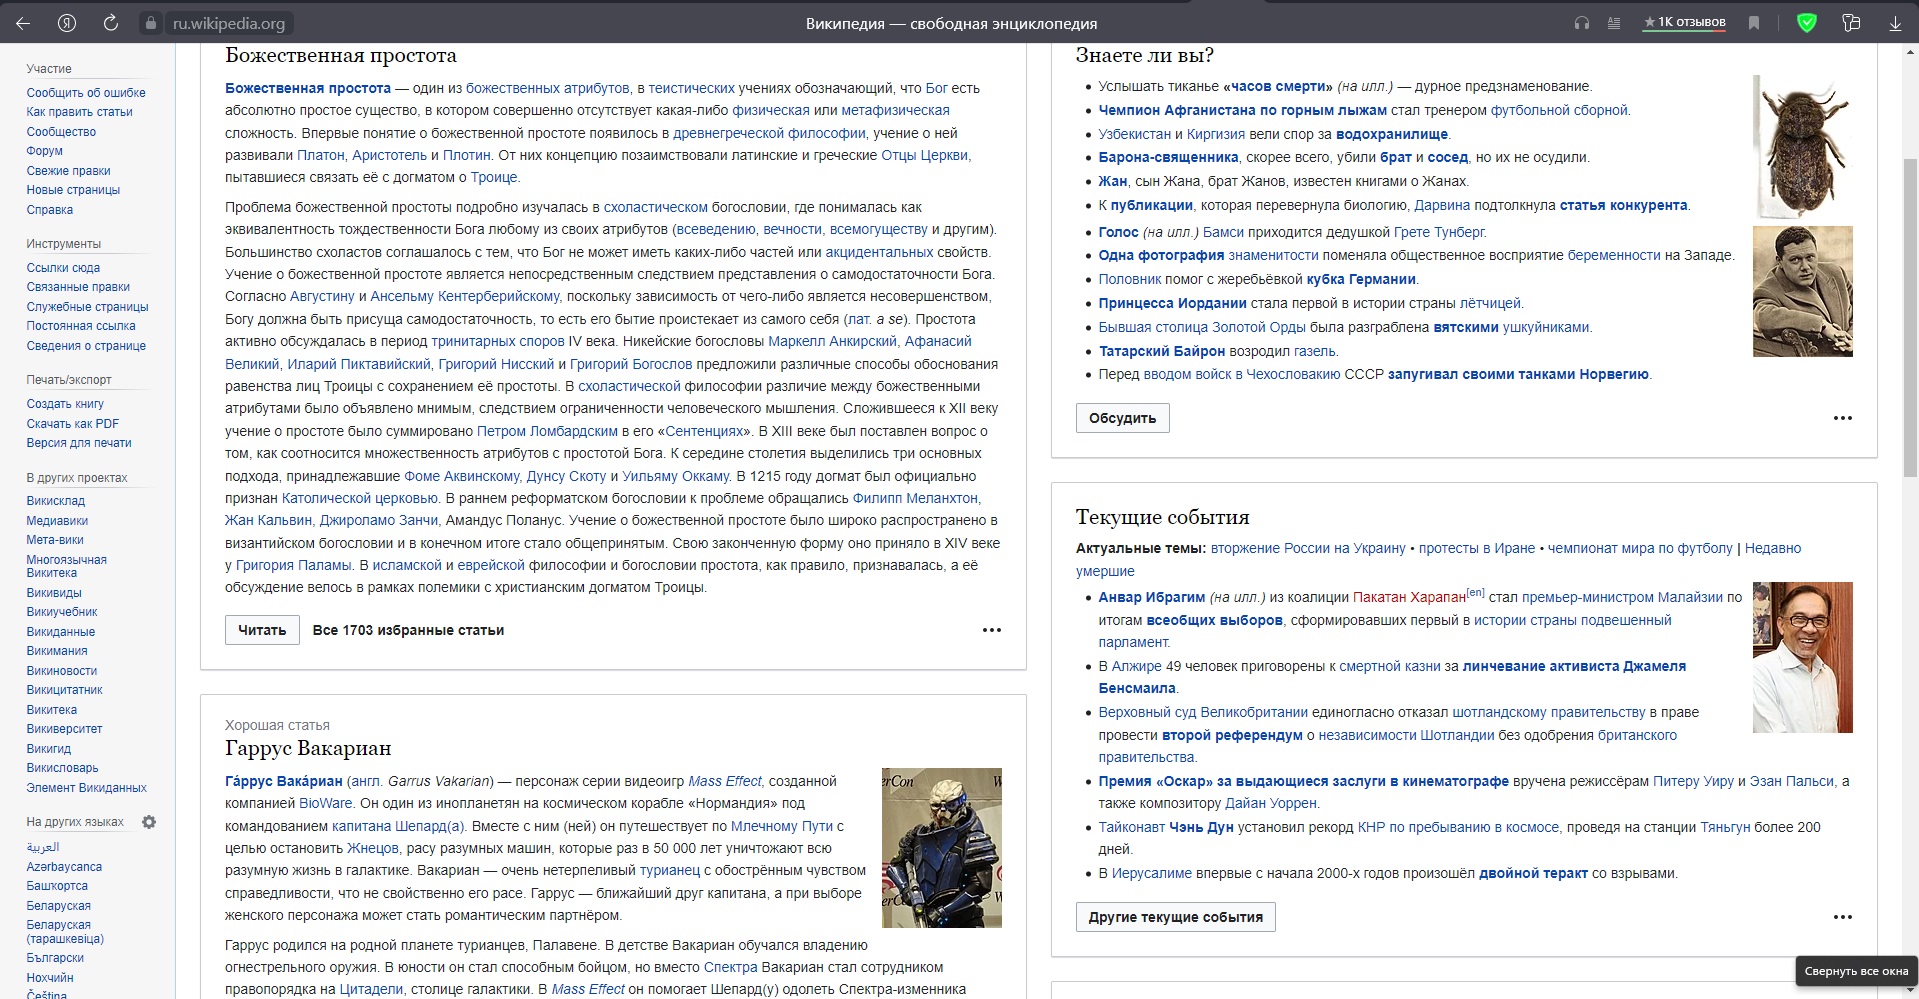 ru.wikipedia.org
Википедия — свободная энциклопедия
1К отзывов
Участие
Сообщить об ошибке
Как править статьи
Сообщество
Форум
Свежие правки
Новые страницы
Справка
Инструменты
Ссылки сюда
Связанные правки
Служебные страницы
Постоянная ссылка
Сведения о странице
Печать/экспорт
Создать книгу
Скачать как PDF
Версия для печати
В других проектах
Викисклад
Медиавики
Мета-вики
Многоязычная
Викитека
Викивиды
Викиучебник
Викиданные
Викимания
Викиновости
Викицитатник
Викитека
Викиверситет
Викигид
Викисловарь
Элемент Викиданных
На других языках
العربية
Azərbaycanca
Башҡортса
Беларуская
Беларуская
(тарашкевіца)
Български
Нохчийн
Čeština
Божественная простота
Божественная простота — один из божественных атрибутов, в теистических учениях обозначающий, что Бог есть
абсолютно простое существо, в котором совершенно отсутствует какая-либо физическая или метафизическая
сложность. Впервые понятие о божественной простоте появилось в древнегреческой философии, учение о ней
развивали Платон, Аристотель и Плотин. От них концепцию позаимствовали латинские и греческие Отцы Церкви,
пытавшиеся связать её с догматом о Троице.
Проблема божественной простоты подробно изучалась в схоластическом богословии, где понималась как
эквивалентность тождественности Бога любому из своих атрибутов (всеведению, вечности, всемогуществу и другим).
Большинство схоластов соглашалось с тем, что Бог не может иметь каких-либо частей или акцидентальных свойств.
Учение о божественной простоте является непосредственным следствием представления о самодостаточности Бога.
Согласно Августину и Ансельму Кентерберийскому, поскольку зависимость от чего-либо является несовершенством,
Богу должна быть присуща самодостаточность, то есть его бытие проистекает из самого себя (лат. a se). Простота
активно обсуждалась в период тринитарных споров IV века. Никейские богословы Маркелл Анкирский, Афанасий
Великий, Иларий Пиктавийский, Григорий Нисский и Григорий Богослов предложили различные способы обоснования
равенства лиц Троицы с сохранением её простоты. В схоластической философии различие между божественными
атрибутами было объявлено мнимым, следствием ограниченности человеческого мышления. Сложившееся к XII веку
учение о простоте было суммировано Петром Ломбардским в его «Сентенциях». В XIII веке был поставлен вопрос о
том, как соотносится множественность атрибутов с простотой Бога. К середине столетия выделились три основных
подхода, принадлежавшие Фоме Аквинскому, Дунсу Скоту и Уильяму Оккаму. В 1215 году догмат был официально
признан Католической церковью. В раннем реформатском богословии к проблеме обращались Филипп Меланхтон,
Жан Кальвин, Джироламо Занчи, Амандус Поланус. Учение о божественной простоте было широко распространено в
византийском богословии и в конечном итоге стало общепринятым. Свою законченную форму оно приняло в XIV веке
у Григория Паламы. В исламской и еврейской философии и богословии простота, как правило, признавалась, а её
обсуждение велось в рамках полемики с христианским догматом Троицы.
Читать Все 1703 избранные статьи
Хорошая статья
Гаррус Вакариан
Га́ррус Вака́риан (англ. Garrus Vakarian) — персонаж серии видеоигр Mass Effect, созданной
компанией BioWare. Он один из инопланетян на космическом корабле «Нормандия» под
командованием капитана Шепард(а). Вместе с ним (ней) он путешествует по Млечному Пути с
целью остановить Жнецов, расу разумных машин, которые раз в 50 000 лет уничтожают всю
разумную жизнь в галактике. Вакариан — очень нетерпеливый турианец с обострённым чувством
справедливости, что не свойственно его расе. Гаррус — ближайший друг капитана, а при выборе
женского персонажа может стать романтическим партнёром.
Гаррус родился на родной планете турианцев, Палавене. В детстве Вакариан обучался владению
огнестрельного оружия. В юности он стал способным бойцом, но вместо Спектра Вакариан стал сотрудником
правопорядка на Цитадели, столице галактики. В Mass Effect он помогает Шепард(у) одолеть Спектра-изменника
Знаете ли вы?
Услышать тиканье «часов смерти» (на илл.) — дурное предзнаменование.
Чемпион Афганистана по горным лыжам стал тренером футбольной сборной.
Узбекистан и Киргизия вели спор за водохранилище.
Барона-священника, скорее всего, убили брат и сосед, но их не осудили.
Жан, сын Жана, брат Жанов, известен книгами о Жанах.
К публикации, которая перевернула биологию, Дарвина подтолкнула статья конкурента.
Голос (на илл.) Бамси приходится дедушкой Грете Тунберг.
Одна фотография знаменитости поменяла общественное восприятие беременности на Западе.
Половник помог с жеребьёвкой кубка Германии.
Принцесса Иордании стала первой в истории страны лётчицей.
Бывшая столица Золотой Орды была разграблена вятскими ушкуйниками.
Татарский Байрон возродил газель.
Перед вводом войск в Чехословакию СССР запугивал своими танками Норвегию.
Обсудить
Текущие события
Актуальные темы: вторжение России на Украину • протесты в Иране • чемпионат мира по футболу | Недавно
умершие
Анвар Ибрагим (на илл.) из коалиции Пакатан Харапан[en] стал премьер-министром Малайзии по
итогам всеобщих выборов, сформировавших первый в истории страны подвешенный
парламент.
В Алжире 49 человек приговорены к смертной казни за линчевание активиста Джамеля
Бенсмаила.
Верховный суд Великобритании единогласно отказал шотландскому правительству в праве
провести второй референдум о независимости Шотландии без одобрения британского
правительства.
Премия «Оскар» за выдающиеся заслуги в кинематографе вручена режиссёрам Питеру Уиру и Эзан Пальси, а
также композитору Дайан Уоррен.
Тайконавт Чэнь Дун установил рекорд КНР по пребыванию в космосе, проведя на станции Тяньгун более 200
дней.
В Иерусалиме впервые с начала 2000-х годов произошёл двойной теракт со взрывами.
Другие текущие события
Свернуть все окна